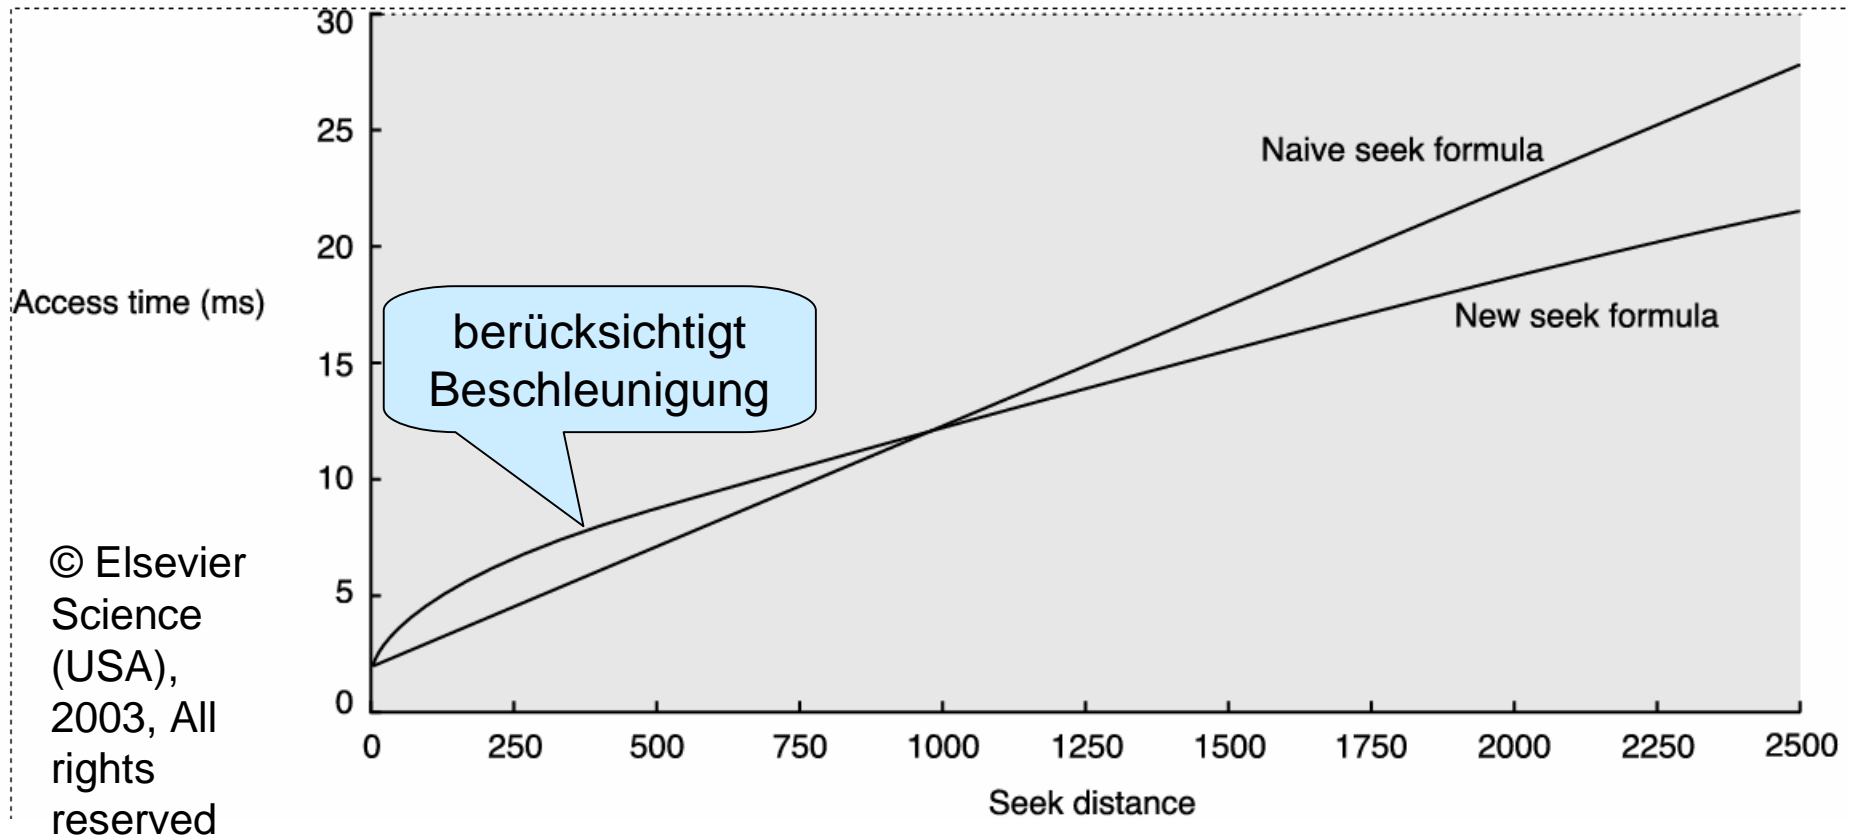 30
25
20
15
10
5
0
Access time (ms)
Naive seek formula
New seek formula
berücksichtigt
Beschleunigung
© Elsevier
Science
(USA),
2003, All
rights
reserved
0 250 500 750 1000 1250 1500 1750 2000 2250 2500
Seek distance